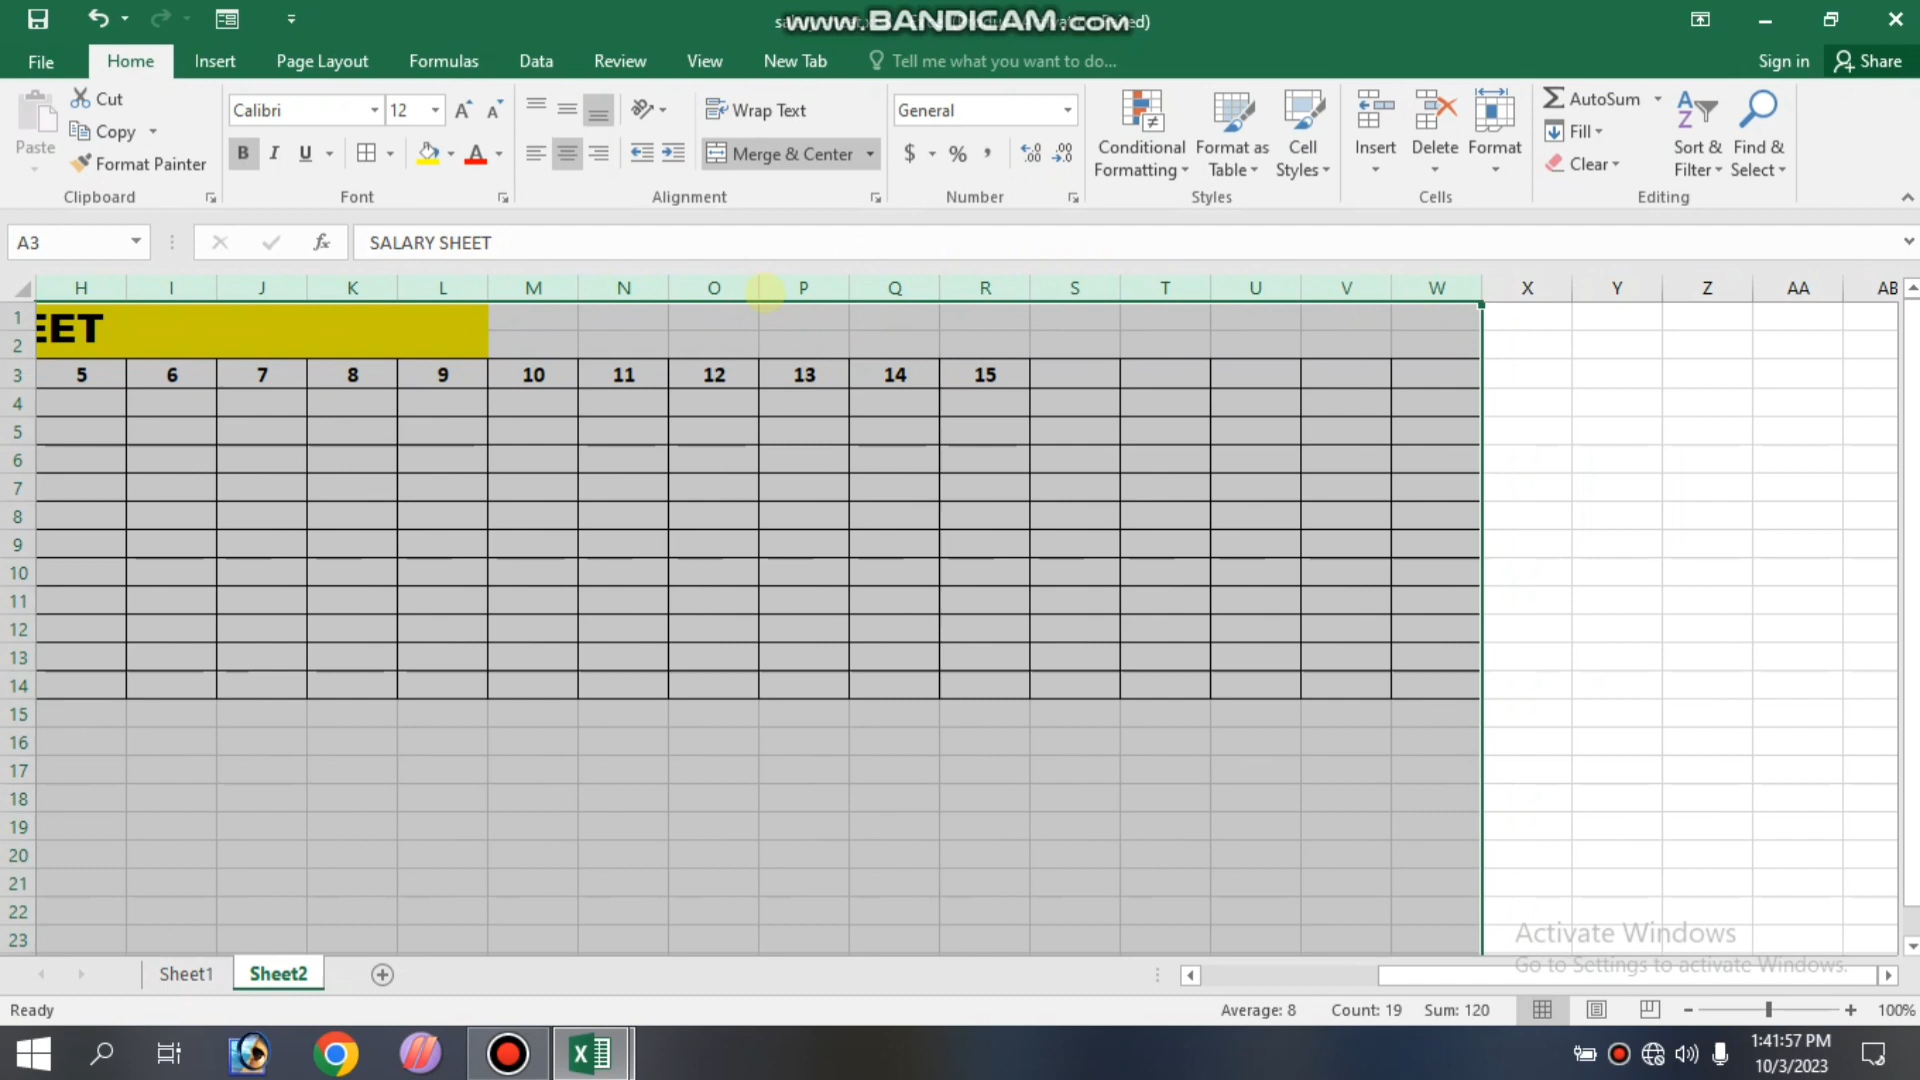 www.BANDICAM.com
File Home Insert Page Layout Formulas Data Review View New Tab Tell me what you want to do... Sign in Share
Paste Cut Copy Format Painter Clipboard
Calibri 12 B I U Font
Wrap Text Merge & Center Alignment
General $ % , .00 Number
Conditional Formatting Format as Table Cell Styles Styles
Insert Delete Format Cells
AutoSum Fill Clear Sort & Filter Find & Select Editing
A3 fx SALARY SHEET
H I J K L M N O P Q R S T U V W X Y Z AA AB
1
EET
2
3 5 6 7 8 9 10 11 12 13 14 15
4
5
6
7
8
9
10
11
12
13
14
15
16
17
18
19
20
21
22
23
Activate Windows
Go to Settings to activate Windows.
Sheet1 Sheet2
Ready Average: 8 Count: 19 Sum: 120 100%
1:41:57 PM
10/3/2023